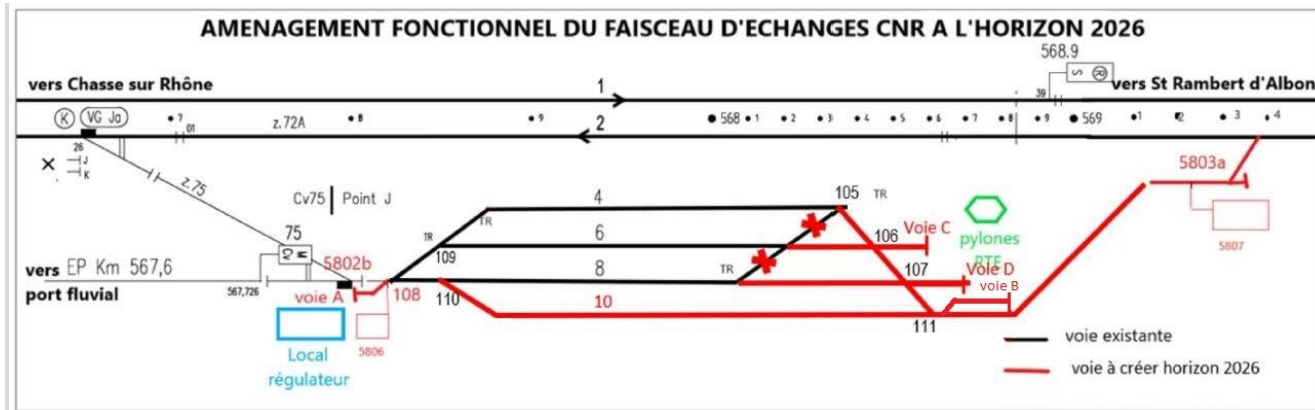 AMENAGEMENT FONCTIONNEL DU FAISCEAU D'ECHANGES CNR A L'HORIZON 2026
568.9
S R
vers Chasse sur Rhône
1
39
vers St Rambert d'Albon
K VG Ja
7
01
z.72A
8
9
2
568 1 2 3 4 5 6 7 8 9 569 1 2 3 4
26
J
K
z.75
5803a
Cv75 Point J
4
105 TR
TR
6
106 Voie C
pylones
RTE
5807
75
TR
109
vers EP Km 567,6
M
Cv
5802b
8
TR
107 Voie D
port fluvial
567,726
voie A
108
110
10
voie B
111
voie existante
Local
régulateur
5806
voie à créer horizon 2026